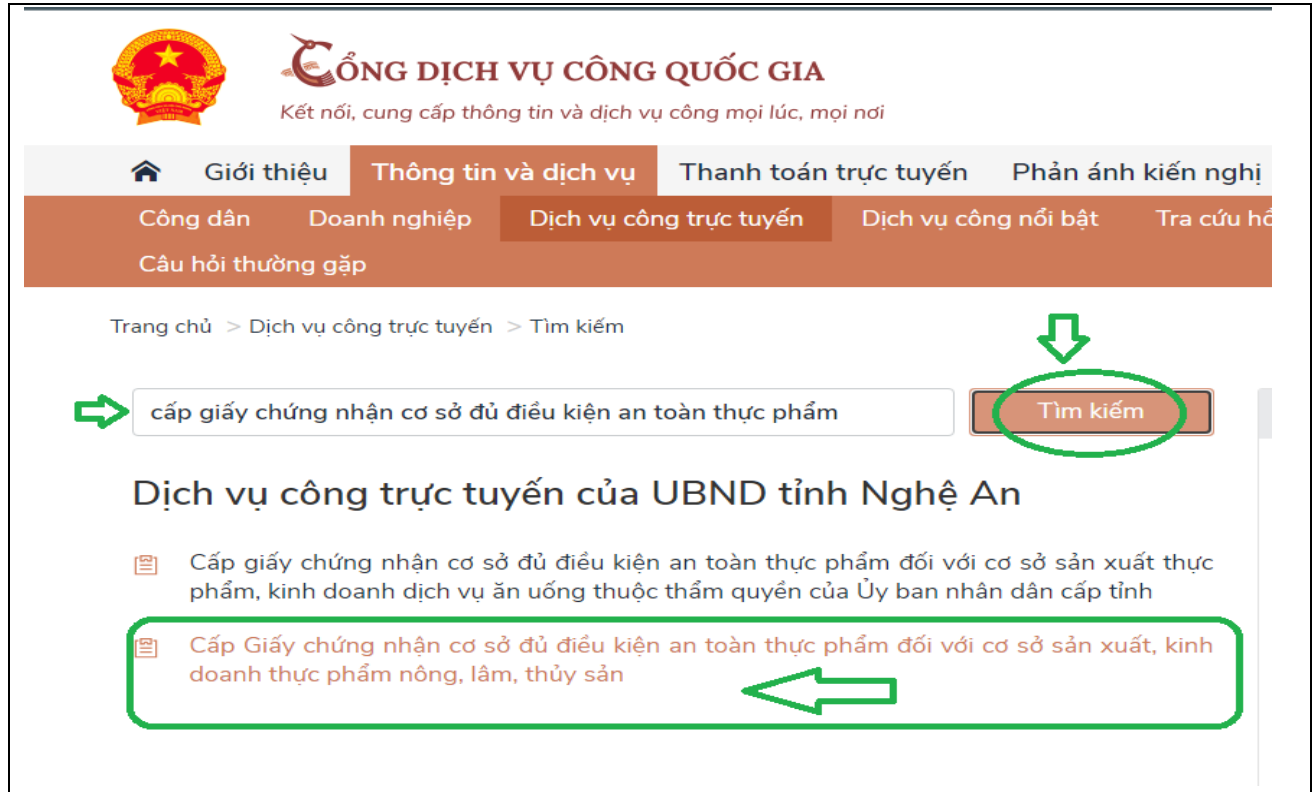 CỔNG DỊCH VỤ CÔNG QUỐC GIA
Kết nối, cung cấp thông tin và dịch vụ công mọi lúc, mọi nơi
Giới thiệu Thông tin và dịch vụ Thanh toán trực tuyến Phản ánh kiến nghị
Công dân Doanh nghiệp Dịch vụ công trực tuyến Dịch vụ công nổi bật Tra cứu hồ
Câu hỏi thường gặp
Trang chủ > Dịch vụ công trực tuyến > Tìm kiếm
cấp giấy chứng nhận cơ sở đủ điều kiện an toàn thực phẩm Tìm kiếm
Dịch vụ công trực tuyến của UBND tỉnh Nghệ An
Cấp giấy chứng nhận cơ sở đủ điều kiện an toàn thực phẩm đối với cơ sở sản xuất thực
phẩm, kinh doanh dịch vụ ăn uống thuộc thẩm quyền của Ủy ban nhân dân cấp tỉnh
Cấp Giấy chứng nhận cơ sở đủ điều kiện an toàn thực phẩm đối với cơ sở sản xuất, kinh
doanh thực phẩm nông, lâm, thủy sản